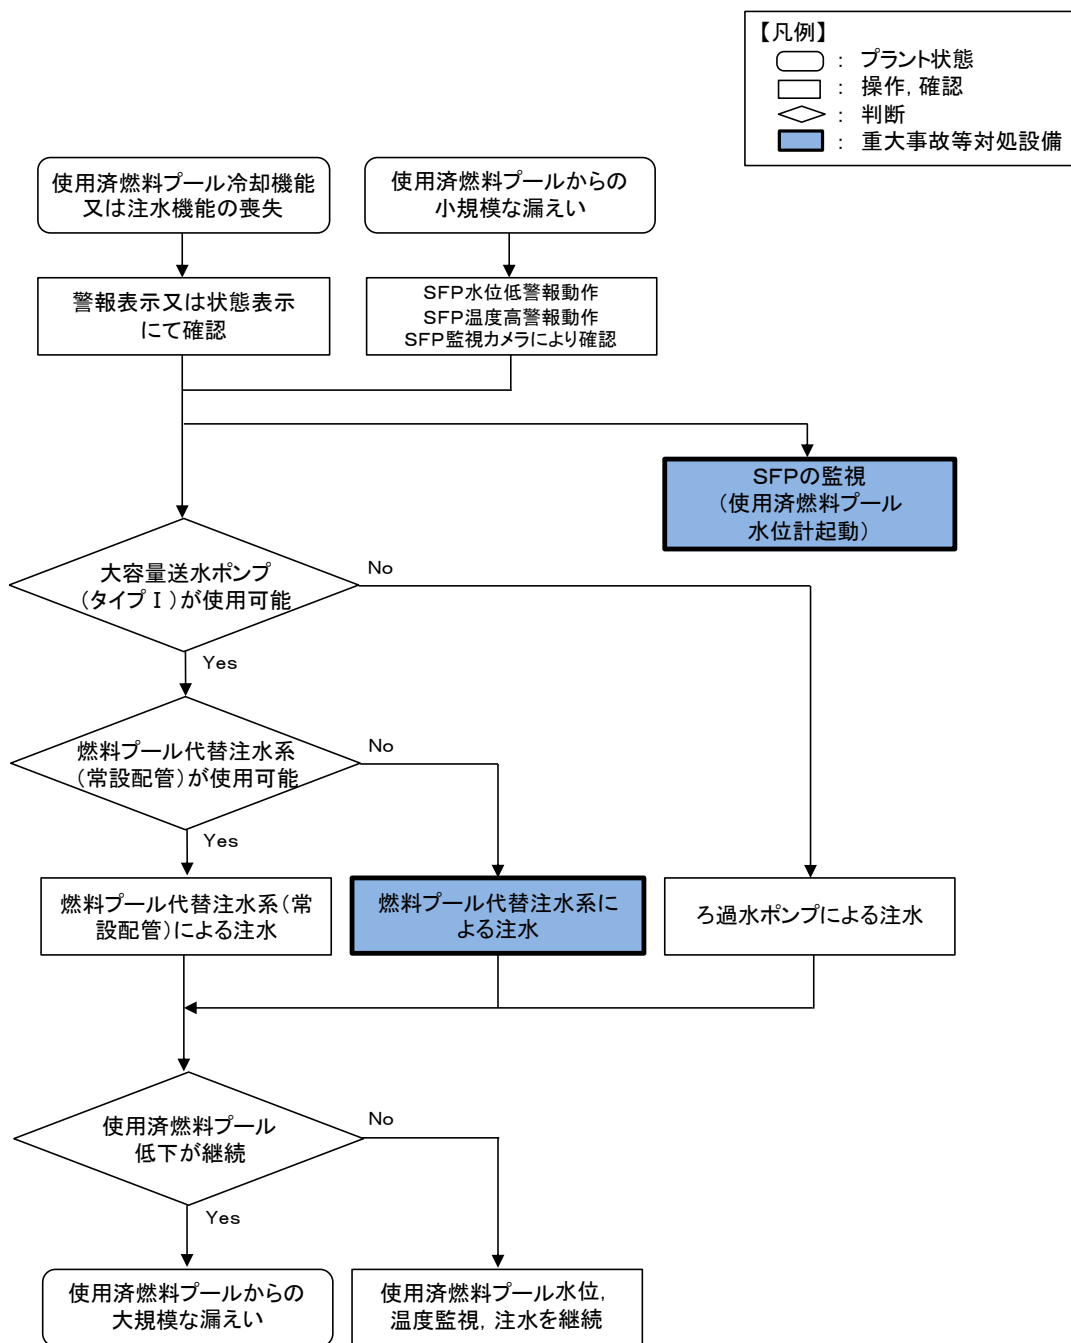 【凡例】
： プラント状態
： 操作，確認
： 判断
： 重大事故等対処設備
使用済燃料プール冷却機能
又は注水機能の喪失
使用済燃料プールからの
小規模な漏えい
警報表示又は状態表示
にて確認
SFP水位低警報動作
SFP温度高警報動作
SFP監視カメラにより確認
SFPの監視
（使用済燃料プール
水位計起動）
大容量送水ポンプ
（タイプⅠ）が使用可能
No
Yes
燃料プール代替注水系
（常設配管）が使用可能
No
Yes
燃料プール代替注水系（常
設配管）による注水
燃料プール代替注水系に
よる注水
ろ過水ポンプによる注水
使用済燃料プール
低下が継続
No
Yes
使用済燃料プールからの
大規模な漏えい
使用済燃料プール水位，
温度監視，注水を継続